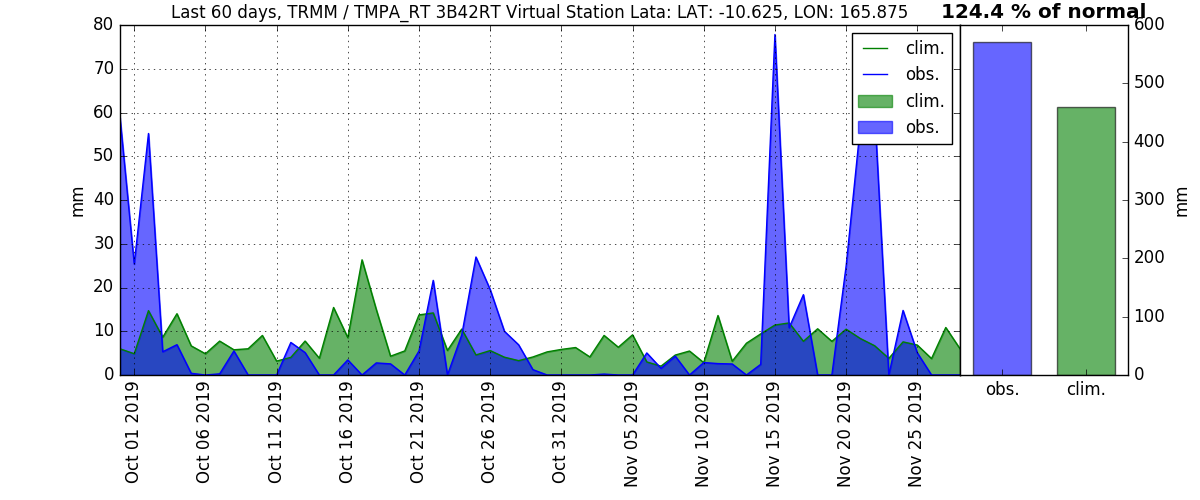 Last 60 days, TRMM / TMPA_RT 3B42RT Virtual Station Lata: LAT: -10.625, LON: 165.875
124.4 % of normal
80
70
60
50
40
30
20
10
0
mm
clim.
obs.
clim.
obs.
600
500
400
300
200
100
0
mm
Oct 01 2019
Oct 06 2019
Oct 11 2019
Oct 16 2019
Oct 21 2019
Oct 26 2019
Oct 31 2019
Nov 05 2019
Nov 10 2019
Nov 15 2019
Nov 20 2019
Nov 25 2019
obs.
clim.